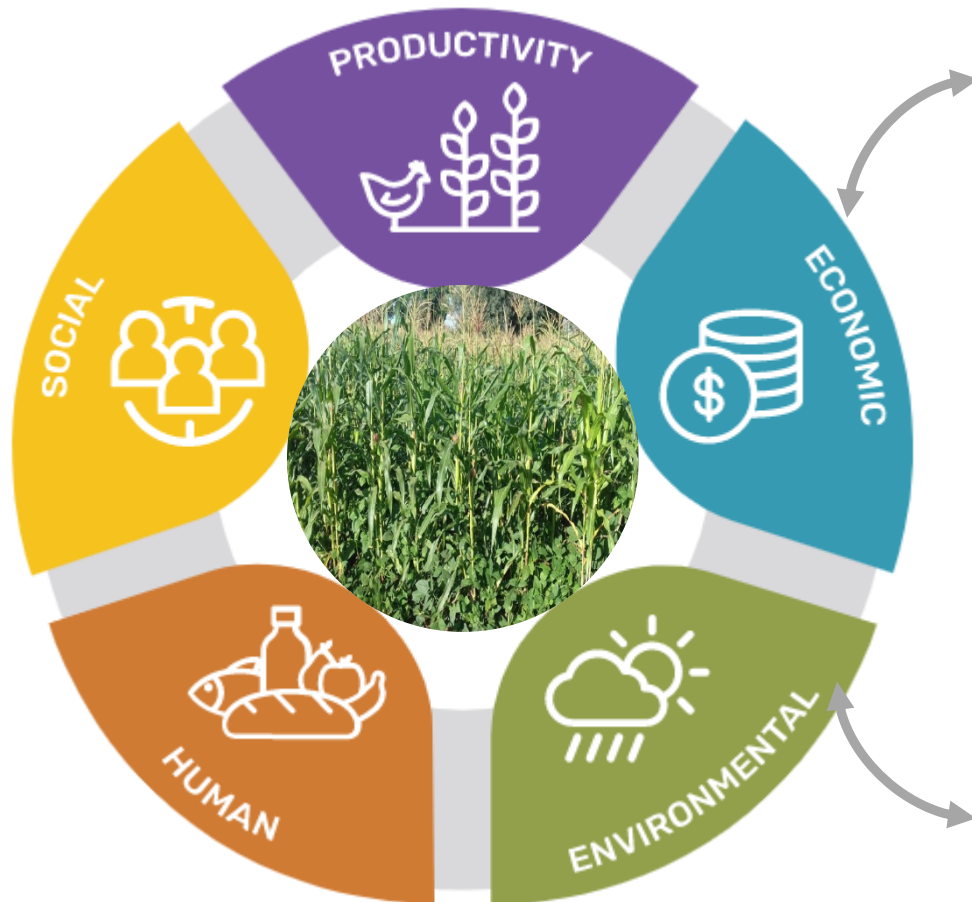 PRODUCTIVITY
ECONOMIC
ENVIRONMENTAL
HUMAN
SOCIAL
$